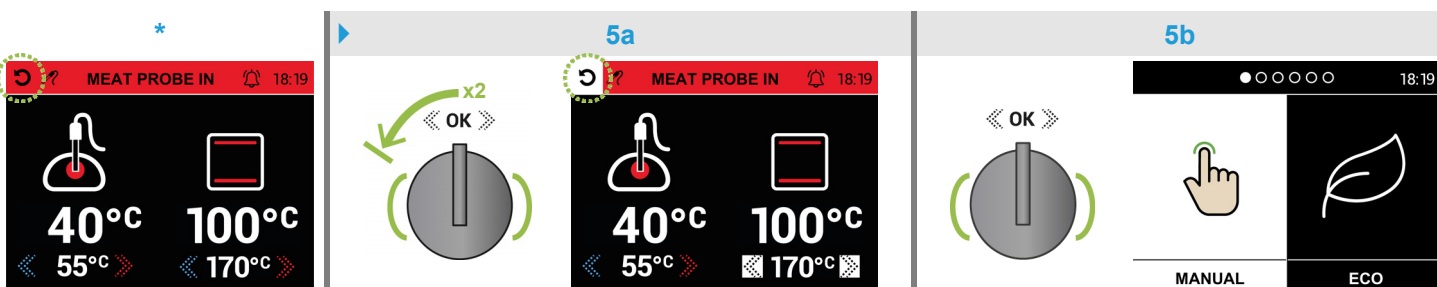 *
5a
5b
MEAT PROBE IN 18:19
40°C 100°C
55°C 170°C
x2
OK
MEAT PROBE IN 18:19
40°C 100°C
55°C 170°C
OK
18:19
MANUAL ECO